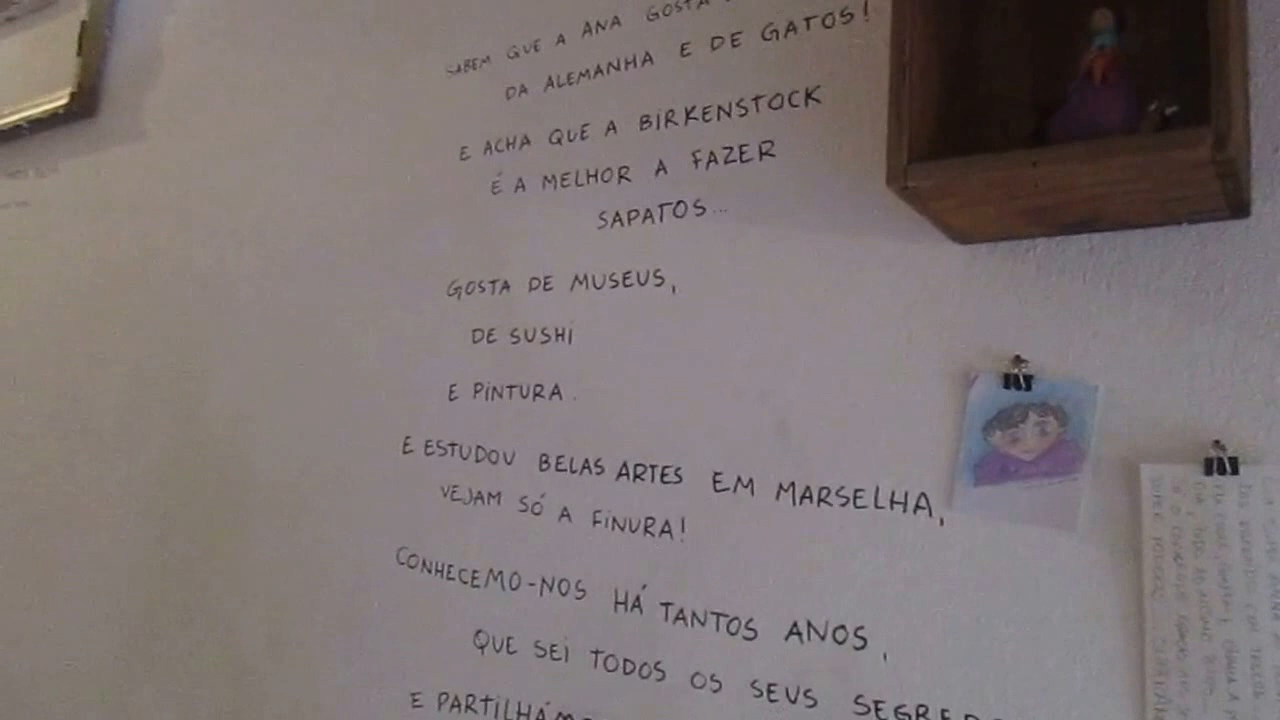 SABEM QUE A ANA GOSTA
DA ALEMANHA E DE GATOS!
E ACHA QUE A BIRKENSTOCK
É A MELHOR A FAZER
SAPATOS...
GOSTA DE MUSEUS,
DE SUSHI
E PINTURA.
E ESTUDOU BELAS ARTES EM MARSELHA,
VEJAM SÓ A FINURA!
CONHECEMO-NOS HÁ TANTOS ANOS,
QUE SEI TODOS OS SEUS
E